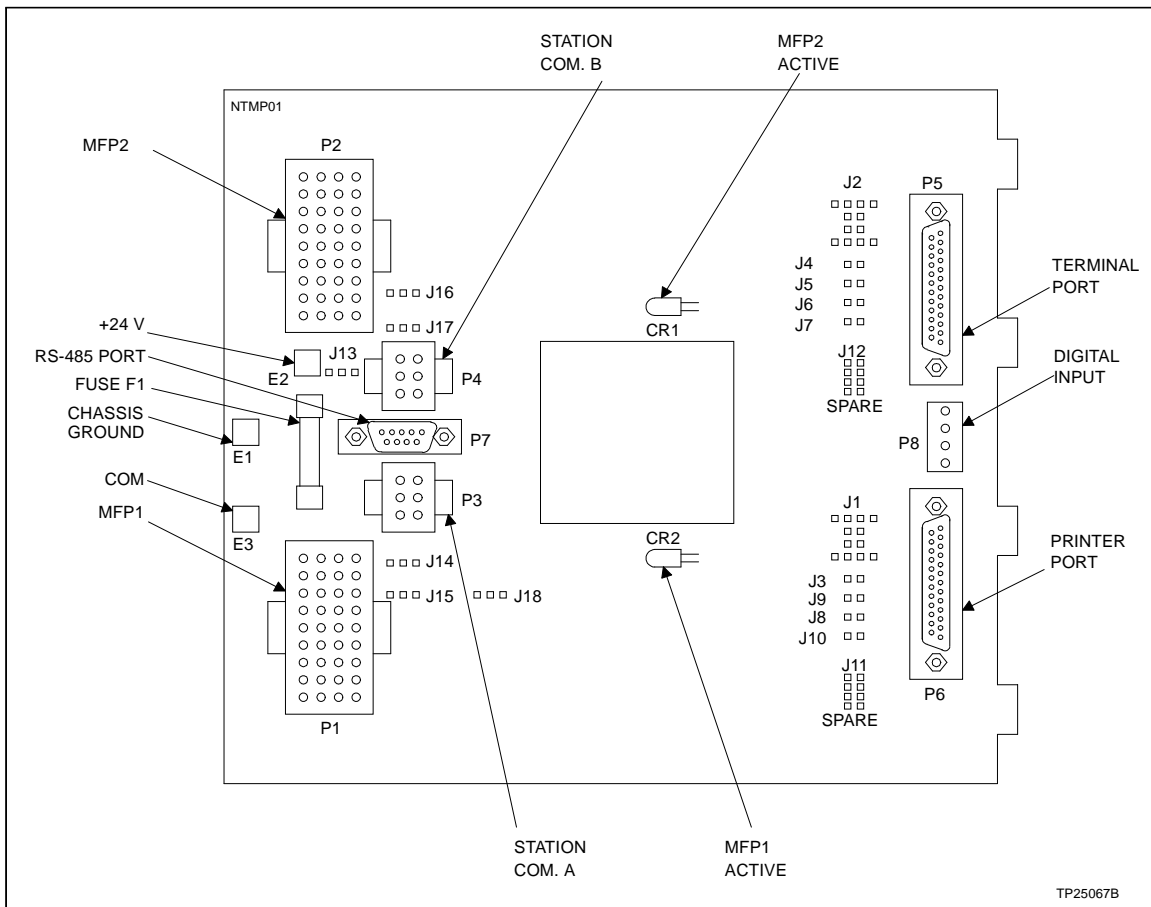 STATION
COM. B
MFP2
ACTIVE
NTMP01
MFP2
P2
J2
P5
J4
J5
J6
J7
TERMINAL
PORT
J16
J17
CR1
+24 V
J13
E2
P4
J12
SPARE
RS-485 PORT
FUSE F1
CHASSIS
GROUND
E1
P7
DIGITAL
INPUT
P8
COM
MFP1
E3
P3
J1
CR2
PRINTER
PORT
J14
J15
J18
J3
J9
J8
J10
J11
SPARE
P1
P6
STATION
COM. A
MFP1
ACTIVE
TP25067B